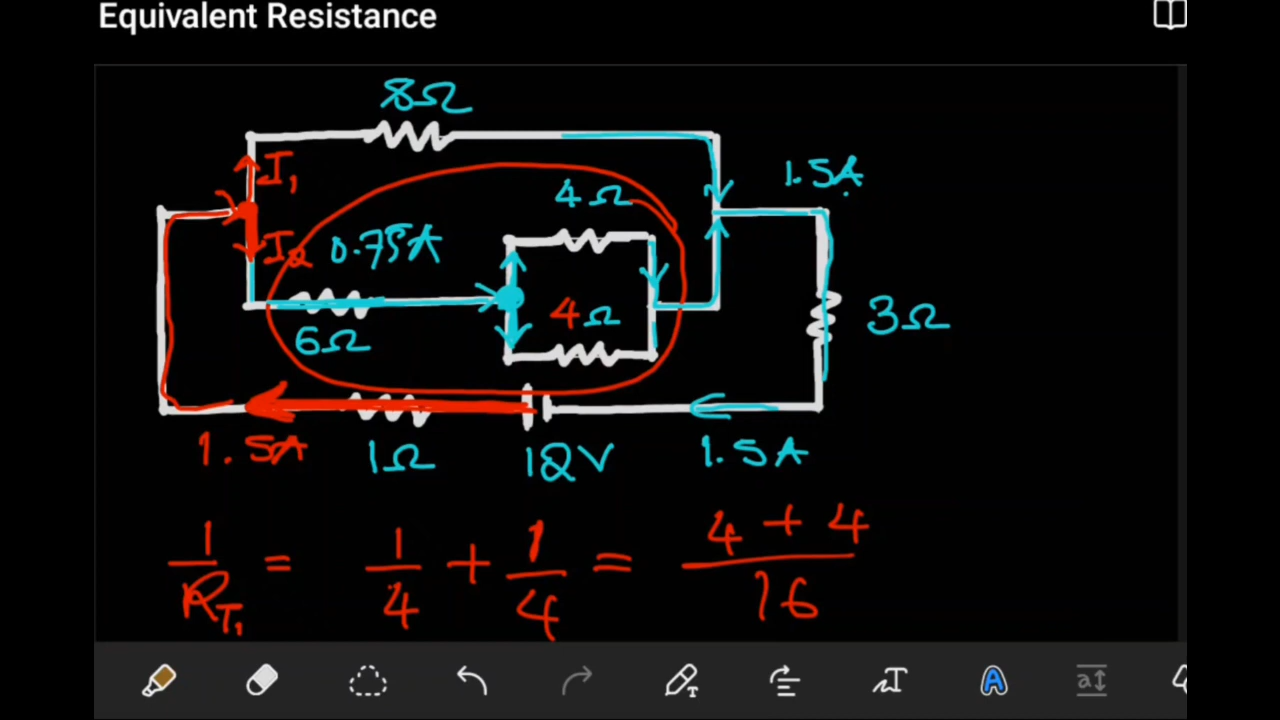 Equivalent Resistance
8Ω
I₁
4Ω
1.5A
I₂
0.75A
4Ω
3Ω
6Ω
1.5A
1Ω
12V
1.5A
1/R_T₁ = 1/4 + 1/4 = (4 + 4)/16
T
T
A
a